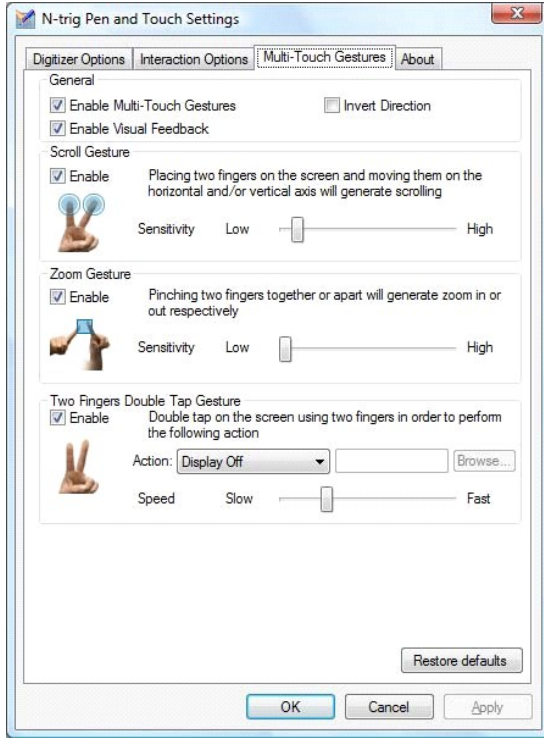 N-trig Pen and Touch Settings
Digitizer Options Interaction Options Multi-Touch Gestures About
General
Enable Multi-Touch Gestures Invert Direction
Enable Visual Feedback
Scroll Gesture
Enable Placing two fingers on the screen and moving them on the
horizontal and/or vertical axis will generate scrolling
Sensitivity Low High
Zoom Gesture
Enable Pinching two fingers together or apart will generate zoom in or
out respectively
Sensitivity Low High
Two Fingers Double Tap Gesture
Enable Double tap on the screen using two fingers in order to perform
the following action
Action: Display Off Browse...
Speed Slow Fast
Restore defaults
OK Cancel Apply